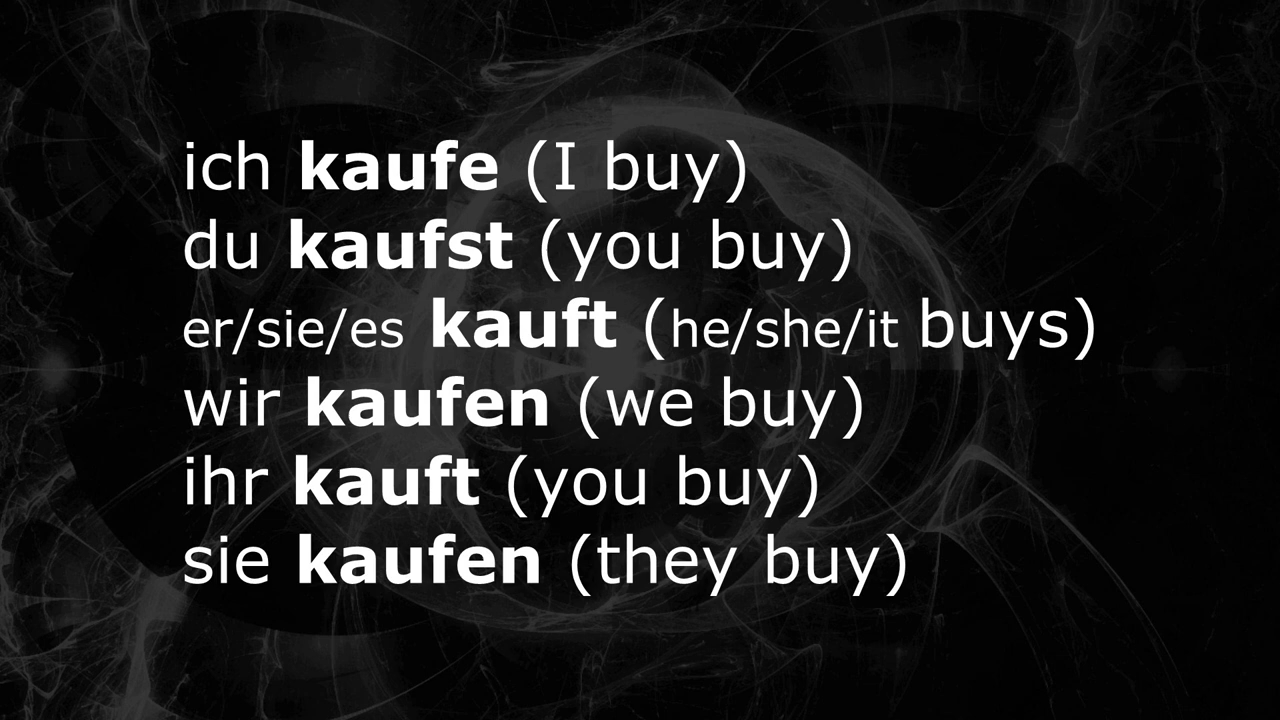 ich kaufe (I buy)
du kaufst (you buy)
er/sie/es kauft (he/she/it buys)
wir kaufen (we buy)
ihr kauft (you buy)
sie kaufen (they buy)